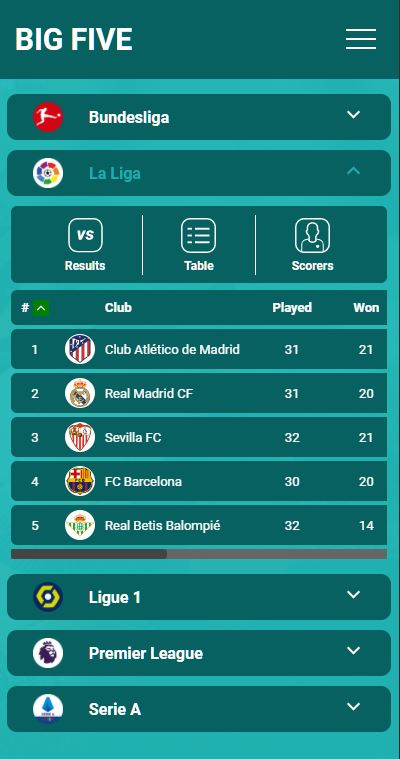 BIG FIVE
Bundesliga
La Liga
VS
Results Table Scorers
# Club Played Won
1 Club Atlético de Madrid 31 21
2 Real Madrid CF 31 20
3 Sevilla FC 32 21
4 FC Barcelona 30 20
5 Real Betis Balompié 32 14
Ligue 1
Premier League
Serie A